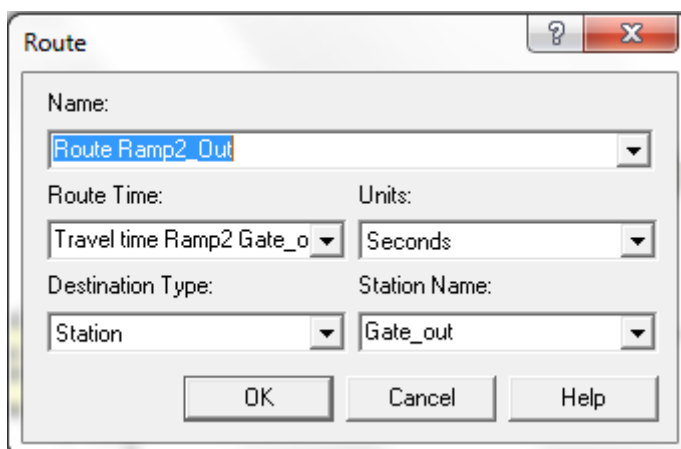 Route
Name:
Route Ramp2_Out
Route Time: Units:
Travel time Ramp2 Gate_o Seconds
Destination Type: Station Name:
Station Gate_out
OK Cancel Help